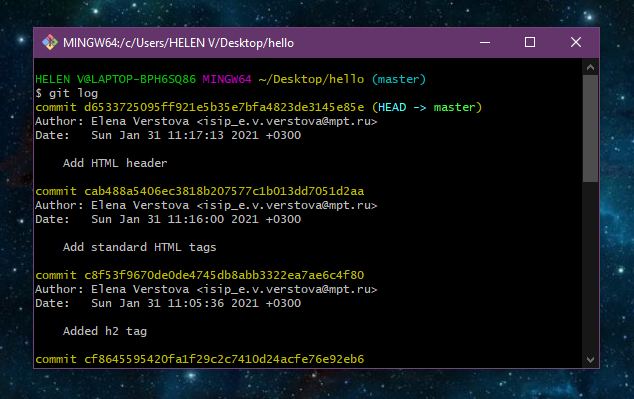 MINGW64:/c/Users/HELEN V/Desktop/hello
HELEN V@LAPTOP-BPH6SQ86 MINGW64 ~/Desktop/hello (master)
$ git log
commit d6533725095ff921e5b35e7bfa4823de3145e85e (HEAD -> master)
Author: Elena Verstova <isip_e.v.verstova@mpt.ru>
Date:   Sun Jan 31 11:17:13 2021 +0300
    Add HTML header
commit cab488a5406ec3818b207577c1b013dd7051d2aa
Author: Elena Verstova <isip_e.v.verstova@mpt.ru>
Date:   Sun Jan 31 11:16:00 2021 +0300
    Add standard HTML tags
commit c8f53f9670de0de4745db8abb3322ea7ae6c4f80
Author: Elena Verstova <isip_e.v.verstova@mpt.ru>
Date:   Sun Jan 31 11:05:36 2021 +0300
    Added h2 tag
commit cf8645595420fa1f29c2c7410d24acfe76e92eb6